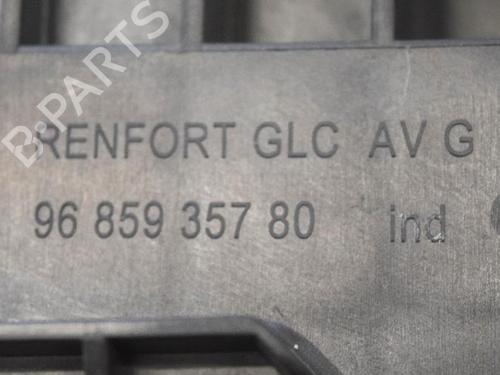 B-PARTS
RENFORT GLC AV G
96 859 357 80 ind